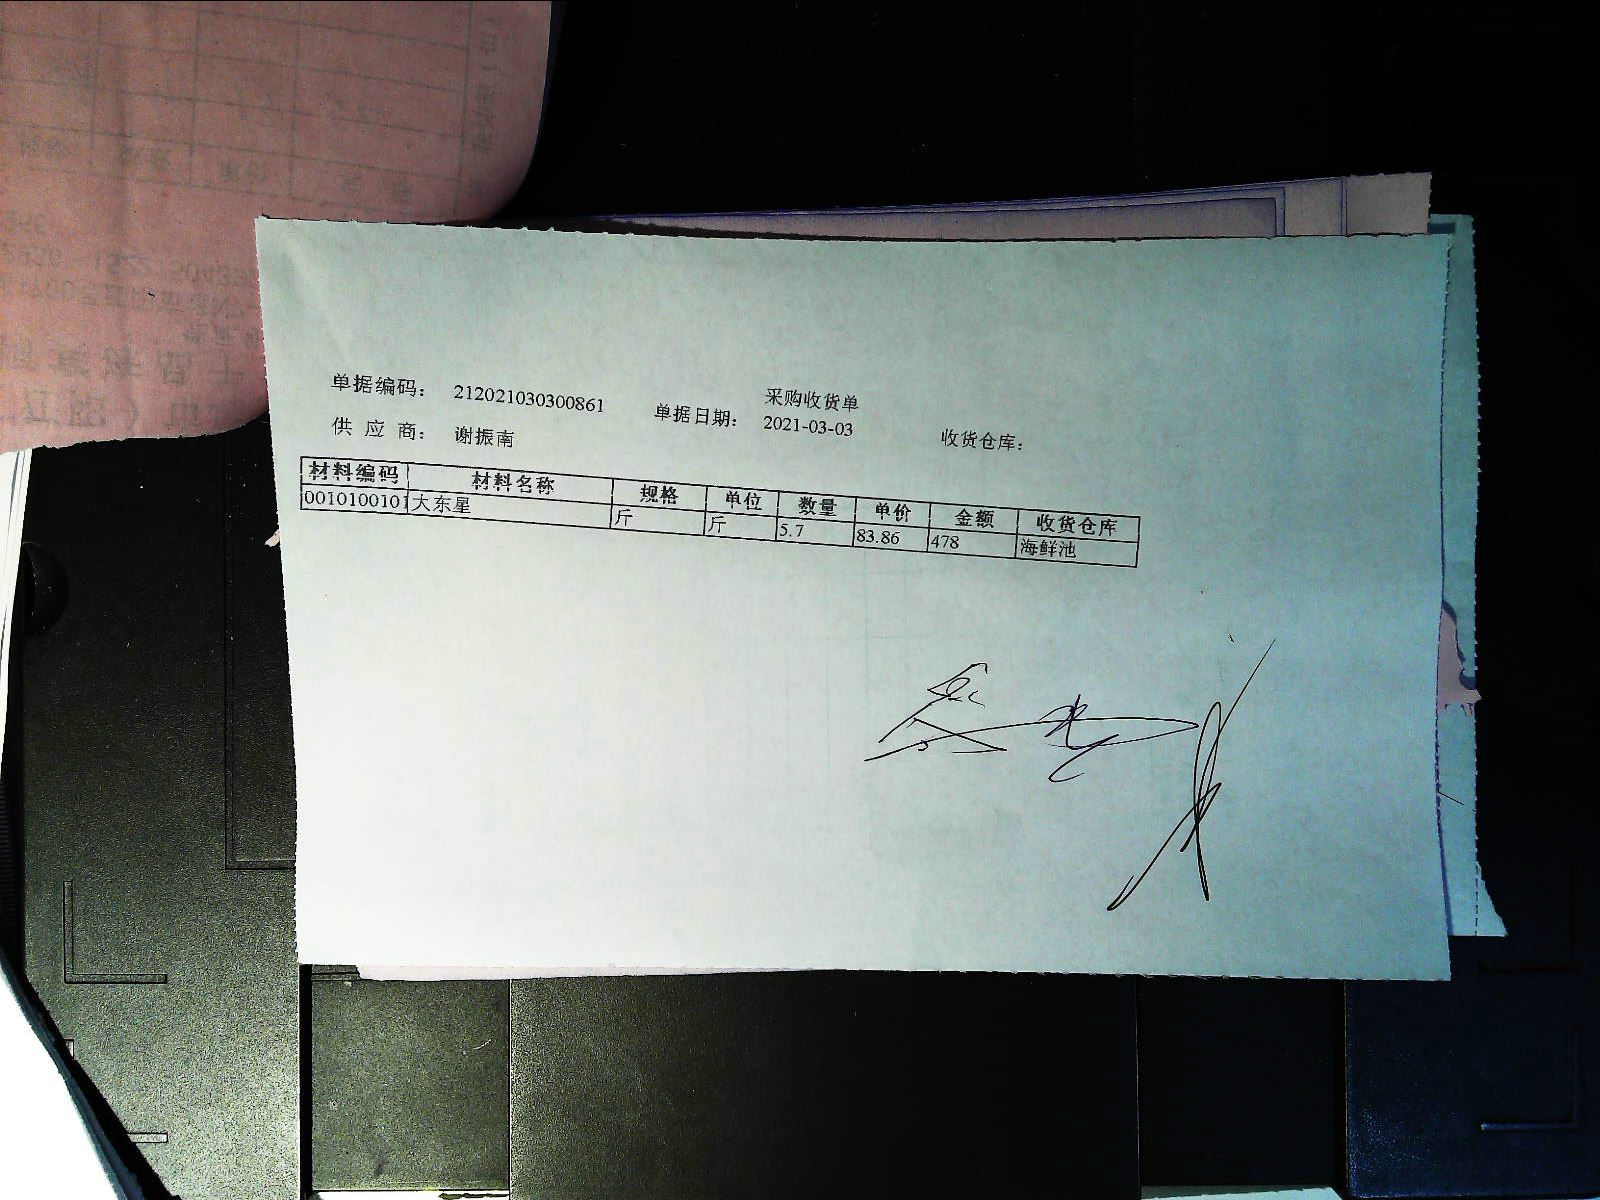 采购收货单
单据编码： 212021030300861 单据日期： 2021-03-03 收货仓库：
供 应 商： 谢振南
材料编码 材料名称 规格 单位 数量 单价 金额 收货仓库
0010100101 大东星 斤 斤 5.7 83.86 478 海鲜池